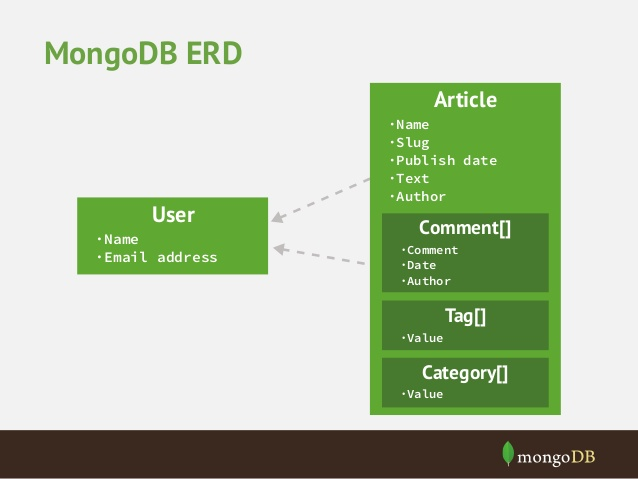 MongoDB ERD
User
·Name
·Email address
Article
·Name
·Slug
·Publish date
·Text
·Author
Comment[]
·Comment
·Date
·Author
Tag[]
·Value
Category[]
·Value
mongoDB